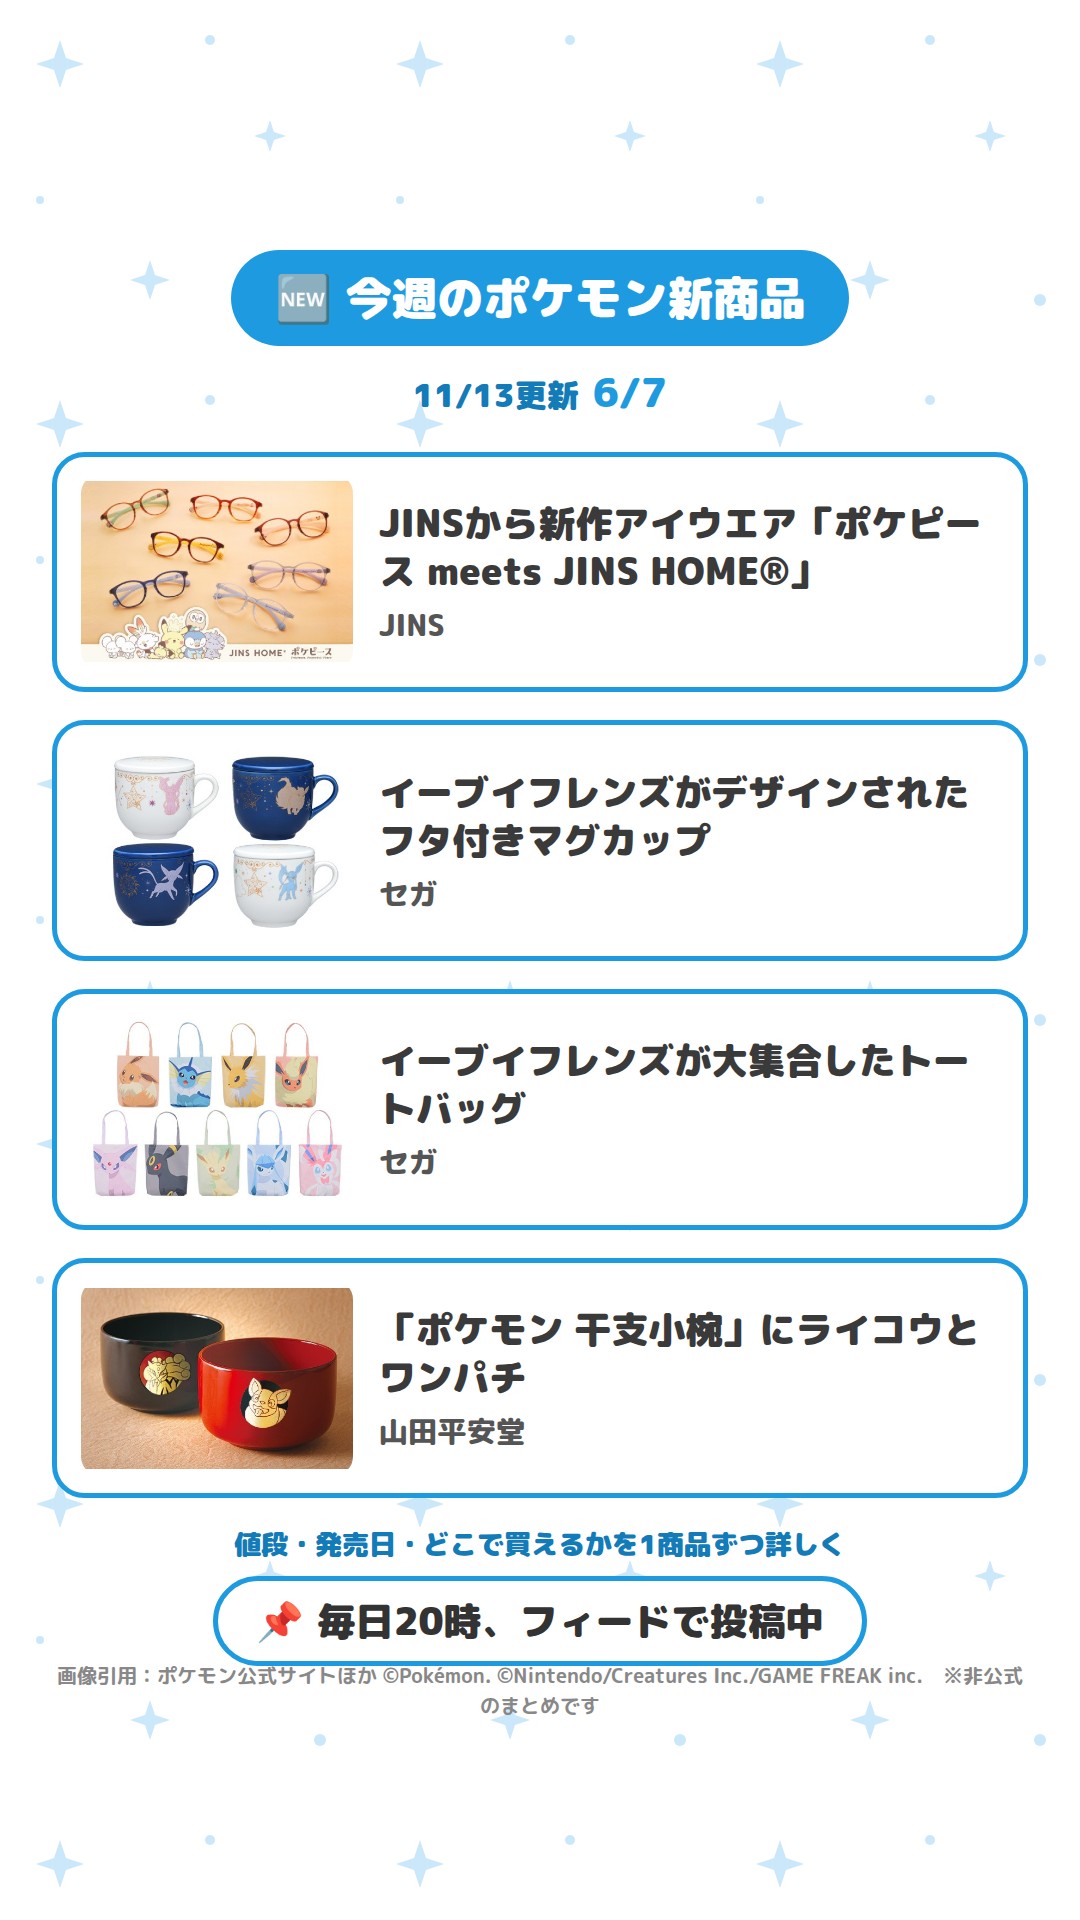 NEW 今週のポケモン新商品
11/13更新 6/7
JINSから新作アイウエア「ポケピー
ス meets JINS HOME®」
JINS
JINS HOME® ポケピース
イーブイフレンズがデザインされた
フタ付きマグカップ
セガ
イーブイフレンズが大集合したトー
トバッグ
セガ
「ポケモン 干支小椀」にライコウと
ワンパチ
山田平安堂
値段・発売日・どこで買えるかを1商品ずつ詳しく
📌 毎日20時、フィードで投稿中
画像引用：ポケモン公式サイトほか ©Pokémon. ©Nintendo/Creatures Inc./GAME FREAK inc.　※非公式
のまとめです